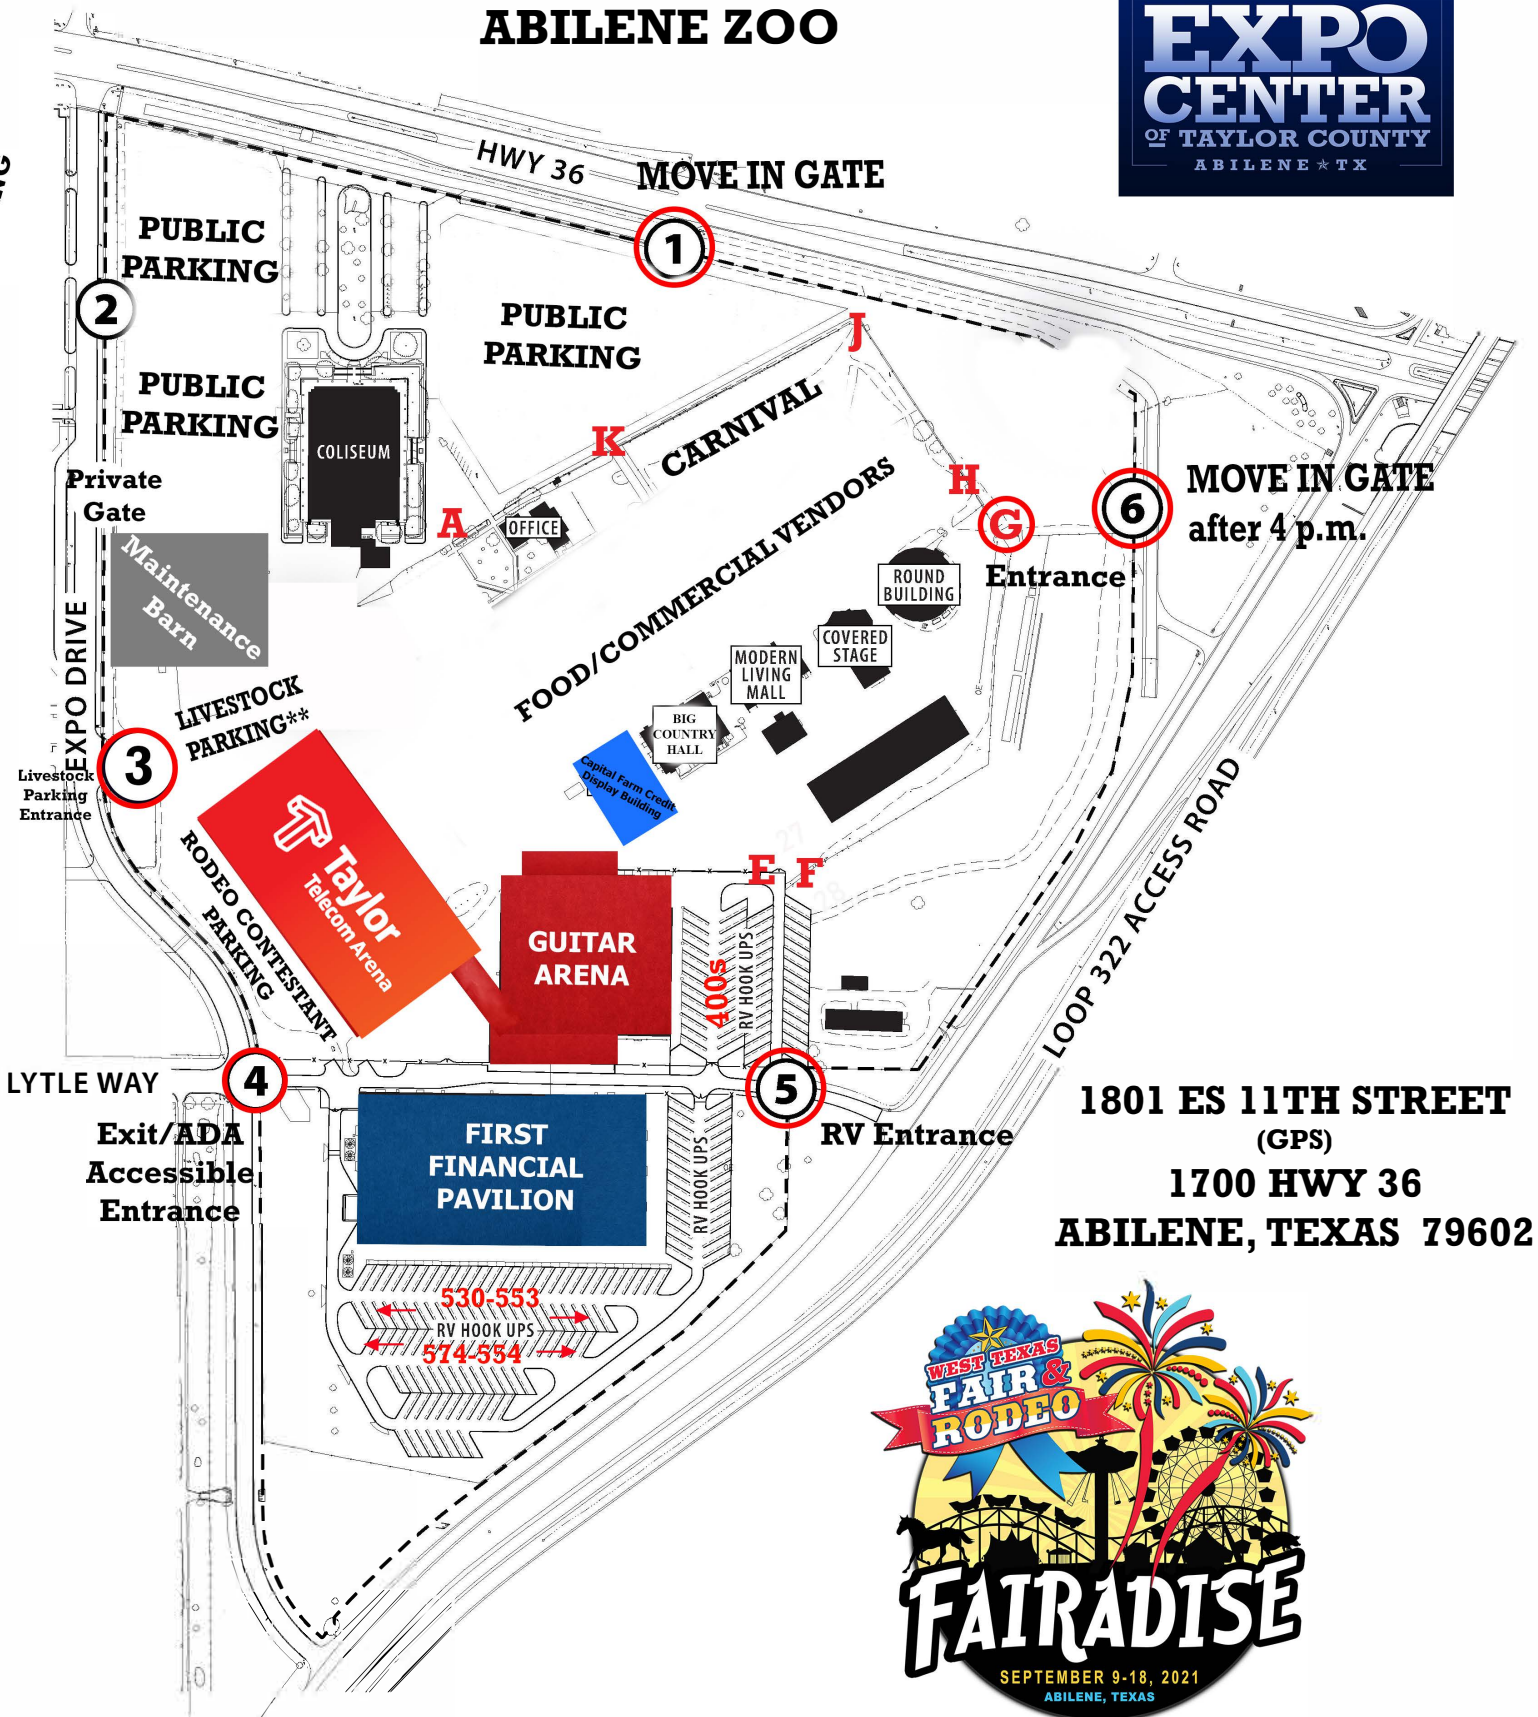 ABILENE ZOO
EXPO
CENTER
OF TAYLOR COUNTY
ABILENE★TX
HWY 36
MOVE IN GATE
1
PUBLIC
PARKING
2
PUBLIC
PARKING
J
PUBLIC
PARKING
COLISEUM
CARNIVAL
K
A
OFFICE
H
G
Entrance
6
MOVE IN GATE
after 4 p.m.
Private
Gate
Maintenance
Barn
EXPO DRIVE
FOOD/COMMERCIAL VENDORS
ROUND
BUILDING
COVERED
STAGE
MODERN
LIVING
MALL
BIG
COUNTRY
HALL
Capital Farm Credit
Display Building
LIVESTOCK
PARKING**
3
Livestock
Parking
Entrance
Taylor
Telecom Arena
RODEO CONTESTANT
PARKING
27
E
F
28
GUITAR
ARENA
400s
RV HOOK UPS
LOOP 322 ACCESS ROAD
LYTLE WAY
4
5
Exit/ADA
Accessible
Entrance
RV Entrance
FIRST
FINANCIAL
PAVILION
RV HOOK UPS
530-553
RV HOOK UPS
574-554
1801 ES 11TH STREET
(GPS)
1700 HWY 36
ABILENE, TEXAS 79602
WEST TEXAS
FAIR &
RODEO
FAIRADISE
SEPTEMBER 9-18, 2021
ABILENE, TEXAS